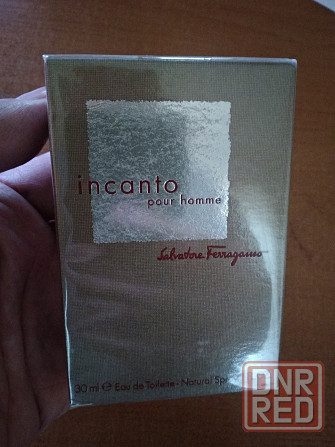 incanto
pour homme
Salvatore Ferragamo
30 ml e Eau de Toilette - Natural Spr
DNR
RED